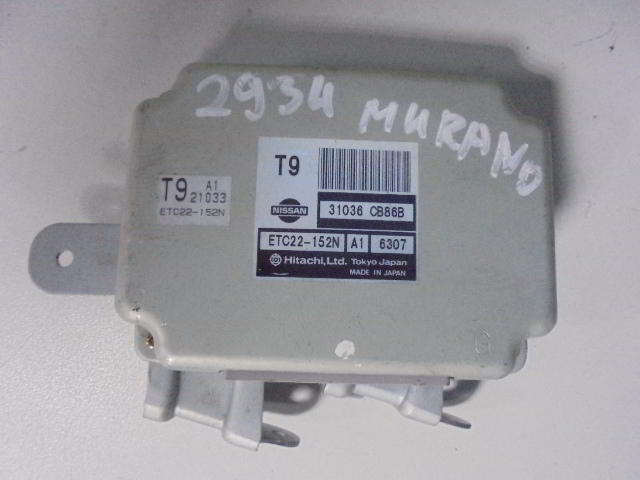 2934 MURANO
T9 A1
21033
ETC22-152N
T9
NISSAN
31036 CB86B
ETC22-152N A1 6307
Hitachi, Ltd. Tokyo Japan
MADE IN JAPAN